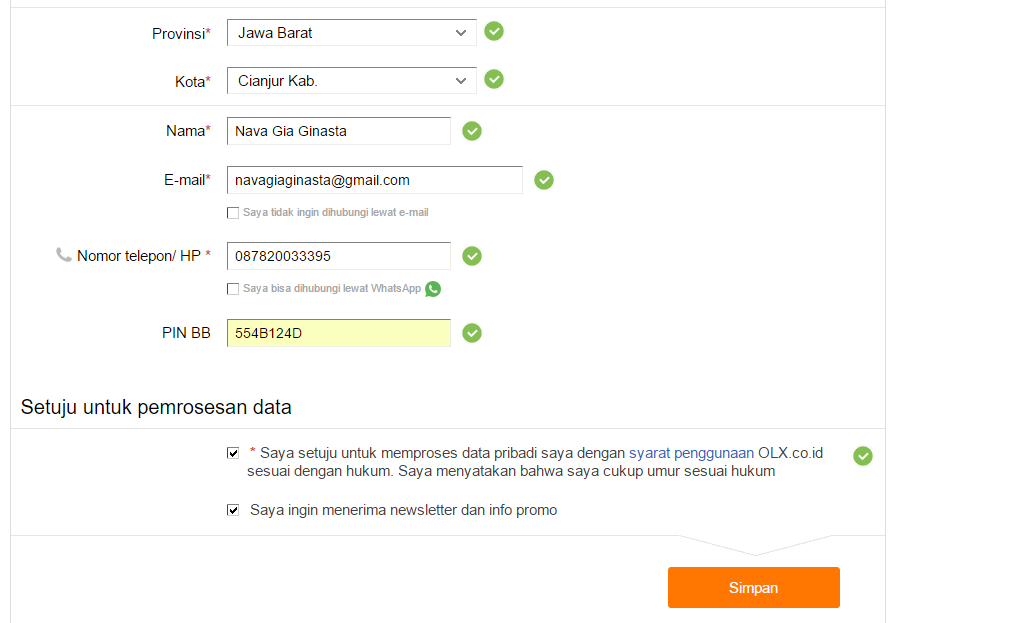 Provinsi* Jawa Barat
Kota* Cianjur Kab.
Nama* Nava Gia Ginasta
E-mail* navagiaginasta@gmail.com
Saya tidak ingin dihubungi lewat e-mail
Nomor telepon/ HP * 087820033395
Saya bisa dihubungi lewat WhatsApp
PIN BB 554B124D
Setuju untuk pemrosesan data
* Saya setuju untuk memproses data pribadi saya dengan syarat penggunaan OLX.co.id
sesuai dengan hukum. Saya menyatakan bahwa saya cukup umur sesuai hukum
Saya ingin menerima newsletter dan info promo
Simpan